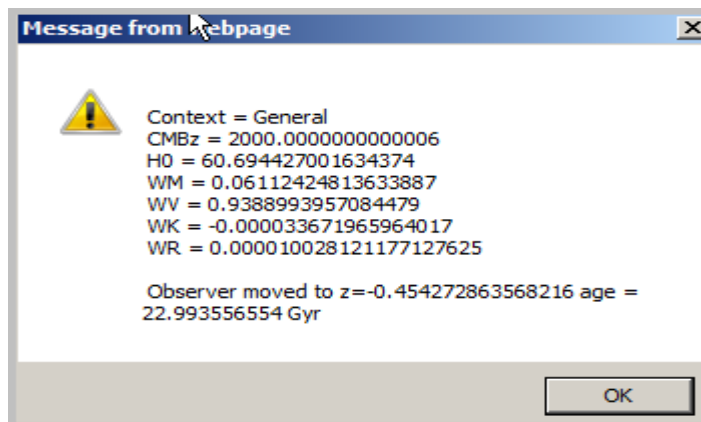 Message from webpage
Context = General
CMBz = 2000.0000000000006
H0 = 60.694427001634374
WM = 0.06112424813633887
WV = 0.9388993957084479
WK = -0.000033671965964017
WR = 0.000010028121177127625
Observer moved to z=-0.454272863568216 age =
22.993556554 Gyr
OK